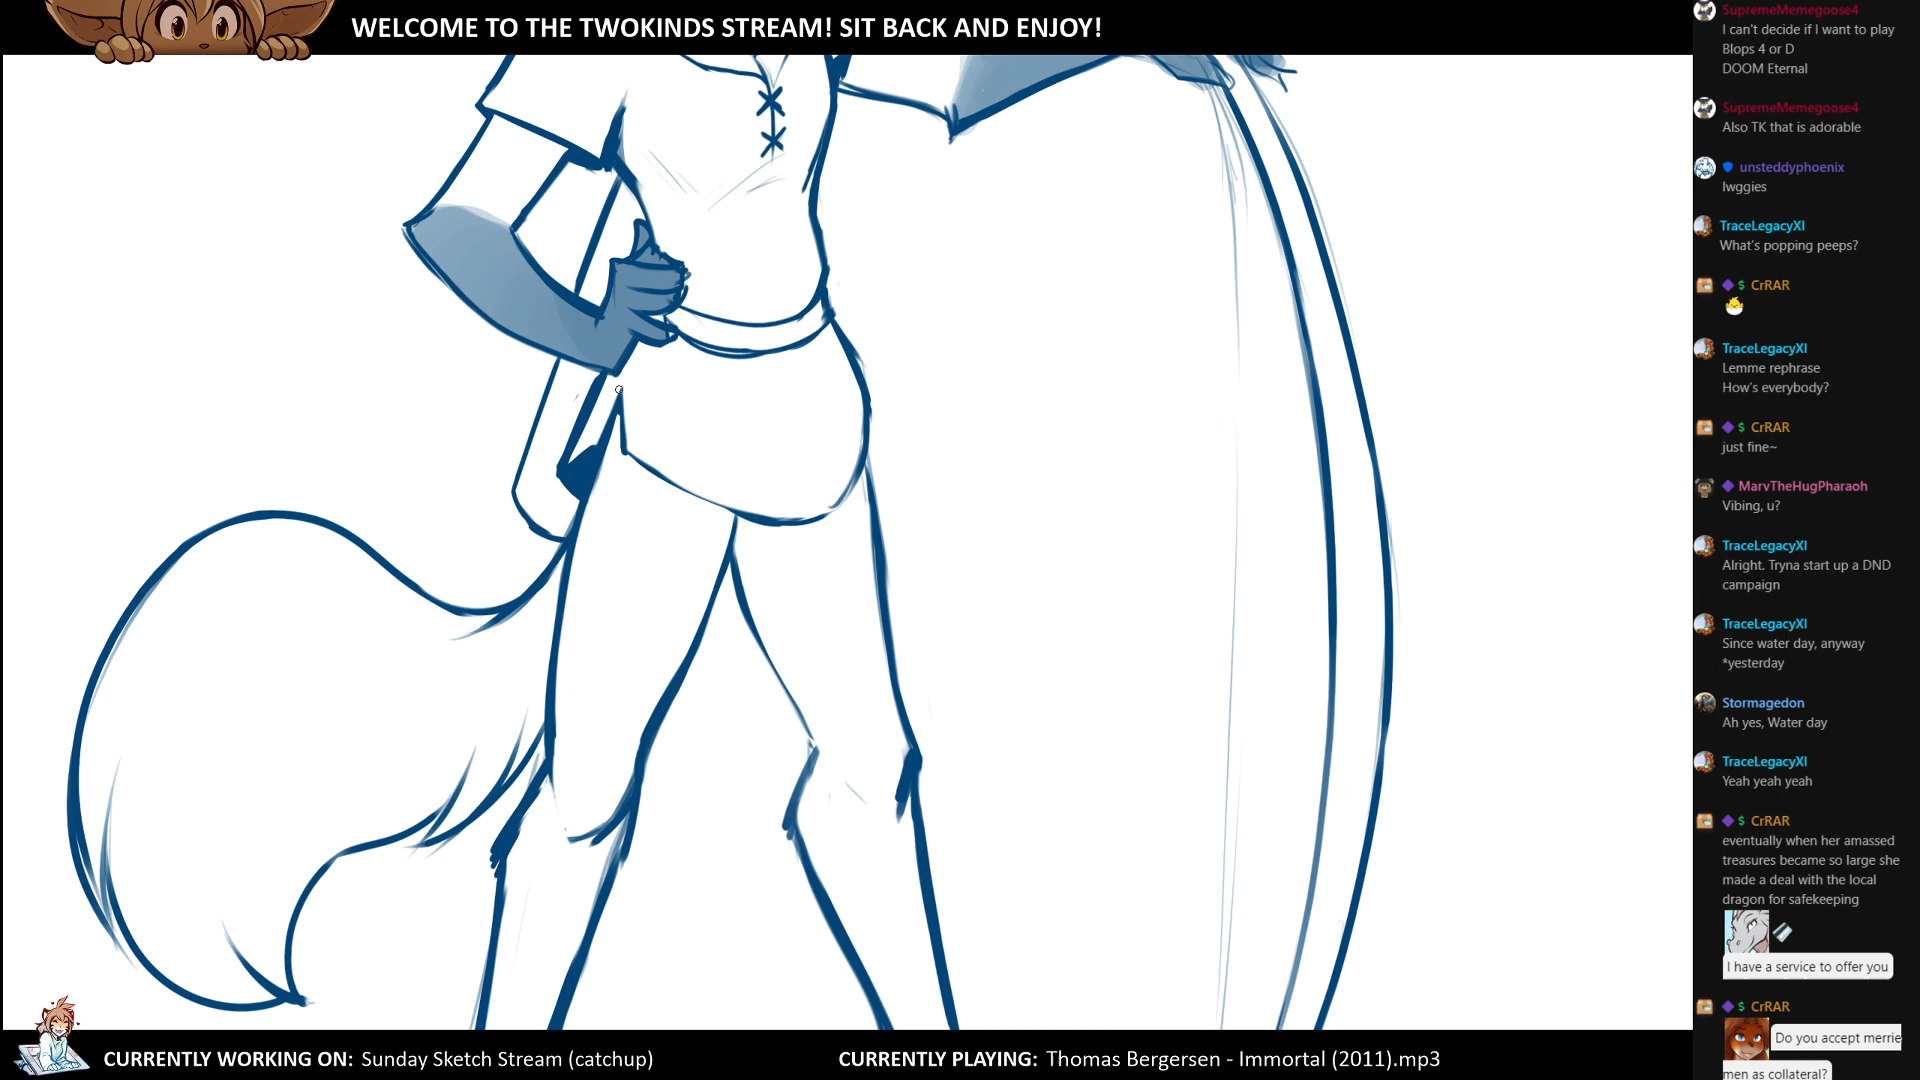 WELCOME TO THE TWOKINDS STREAM! SIT BACK AND ENJOY!
SupremeMemegoose4
I can't decide if I want to play
Blops 4 or D
DOOM Eternal
SupremeMemegoose4
Also TK that is adorable
unsteddyphoenix
lwggies
TraceLegacyXI
What's popping peeps?
$ CrRAR
TraceLegacyXI
Lemme rephrase
How's everybody?
$ CrRAR
just fine~
MarvTheHugPharaoh
Vibing, u?
TraceLegacyXI
Alright. Tryna start up a DND
campaign
TraceLegacyXI
Since water day, anyway
*yesterday
Stormagedon
Ah yes, Water day
TraceLegacyXI
Yeah yeah yeah
$ CrRAR
eventually when her amassed
treasures became so large she
made a deal with the local
dragon for safekeeping
I have a service to offer you
$ CrRAR
Do you accept merrie
men as collateral?
CURRENTLY WORKING ON: Sunday Sketch Stream (catchup)
CURRENTLY PLAYING: Thomas Bergersen - Immortal (2011).mp3